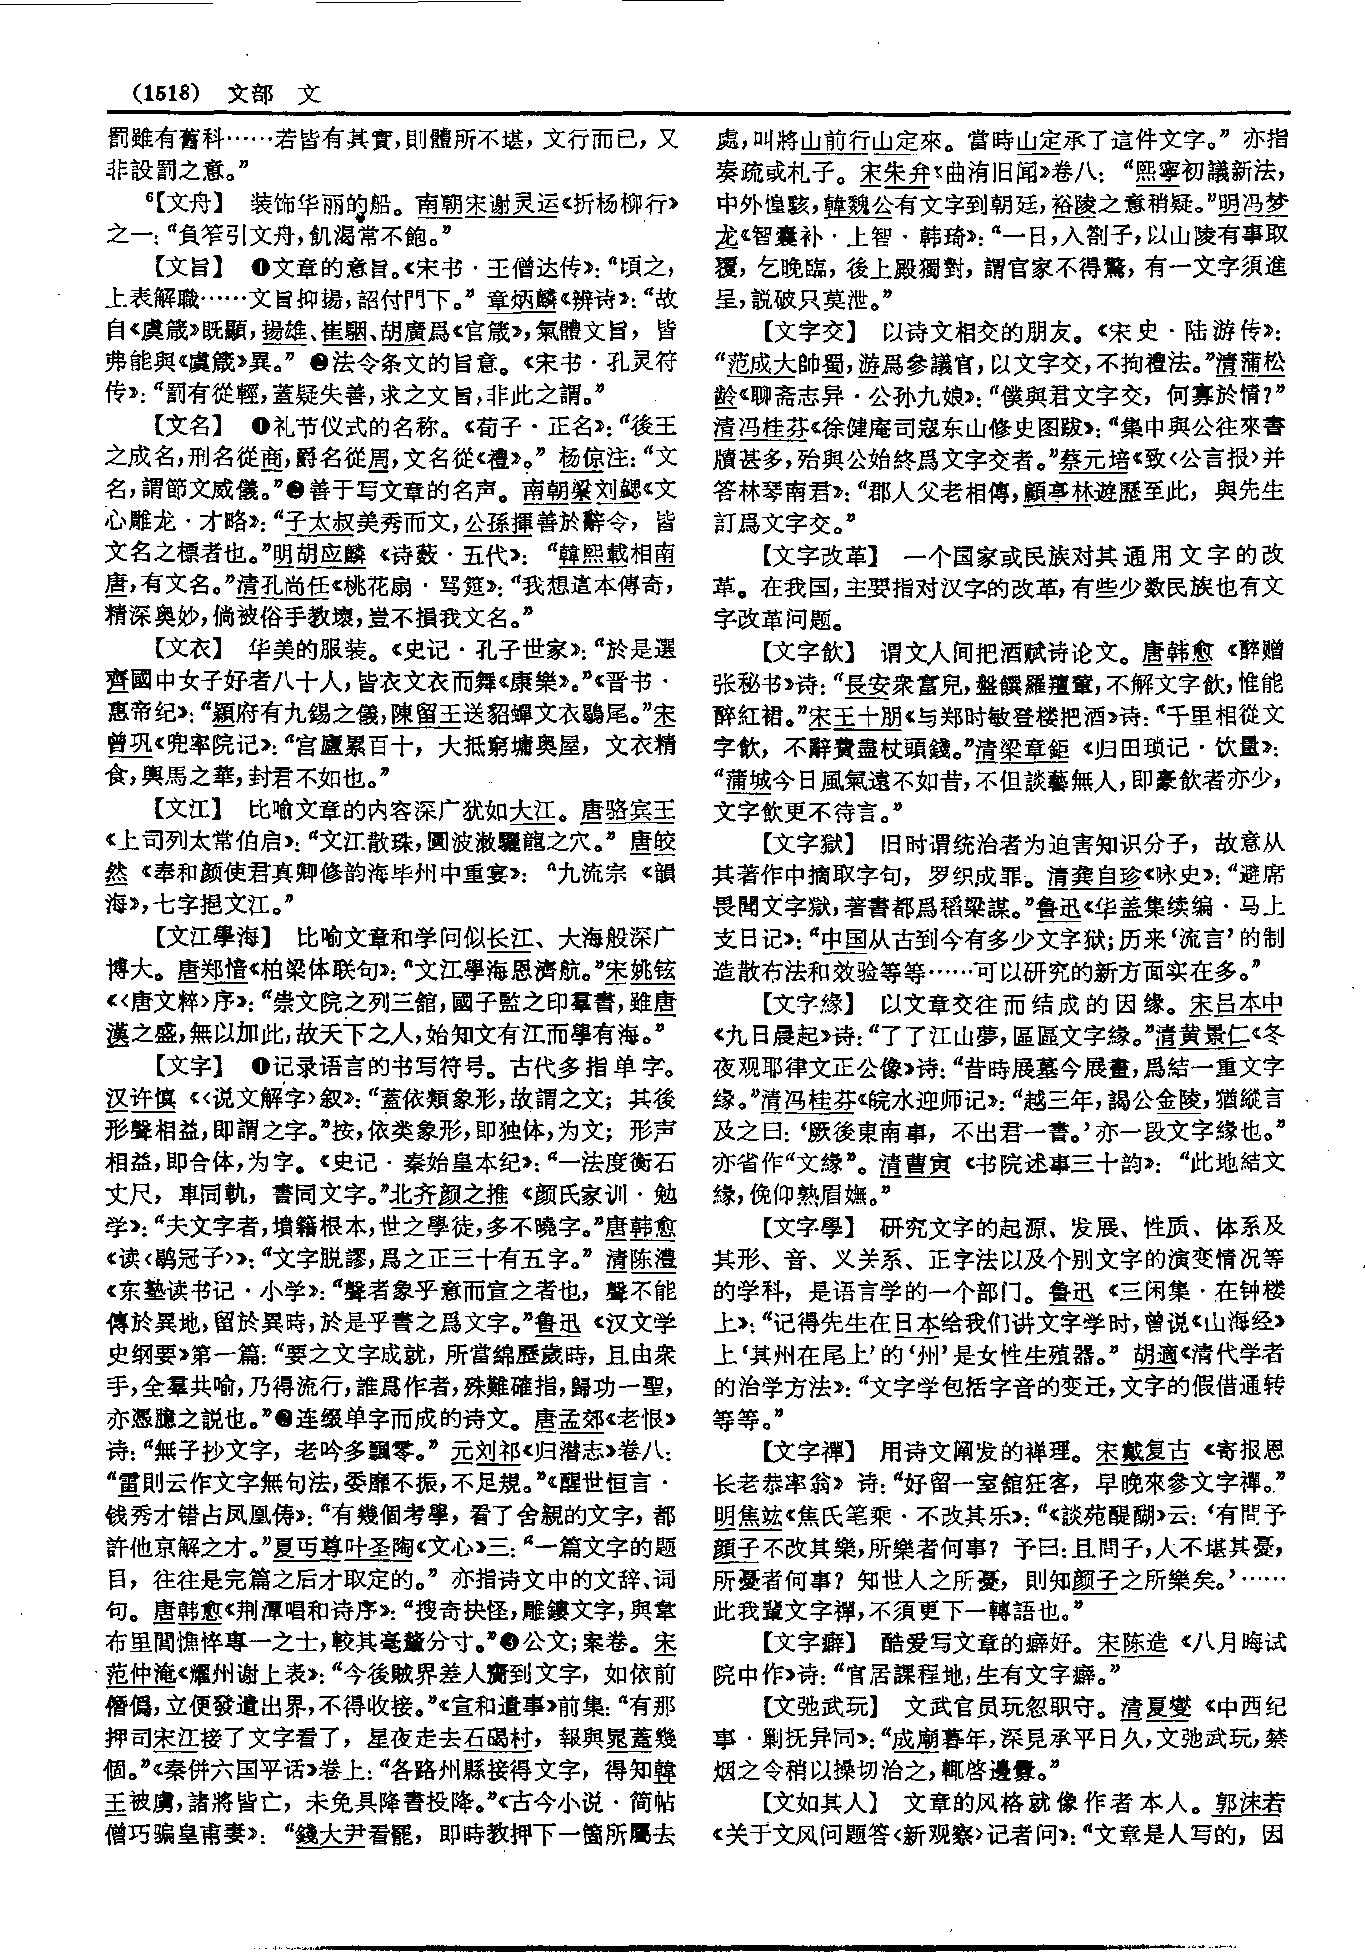 (1518) 文部 文
罰雖有舊科……若皆有其實，則體所不堪，文行而已，又
非設罰之意。”
6【文舟】 装饰华丽的船。南朝宋谢灵运《折杨柳行》
之一：“負笮引文舟，飢渴常不飽。”
【文旨】 ❶文章的意旨。《宋书·王僧达传》：“頃之，
上表解職……文旨抑揚，詔付門下。”章炳麟《辨诗》：“故
自《虞箴》既顯，揚雄、崔駰、胡廣爲《官箴》，氣體文旨，皆
弗能與《虞箴》異。”❷法令条文的旨意。《宋书·孔灵符
传》：“罰有從輕，蓋疑失善，求之文旨，非此之謂。”
【文名】 ❶礼节仪式的名称。《荀子·正名》：“後王
之成名，刑名從商，爵名從周，文名從《禮》。”杨倞注：“文
名，謂節文威儀。”❷善于写文章的名声。南朝梁刘勰《文
心雕龙·才略》：“子太叔美秀而文，公孫揮善於辭令，皆
文名之標者也。”明胡应麟《诗薮·五代》：“韓熙載相南
唐，有文名。”清孔尚任《桃花扇·骂筵》：“我想這本傳奇，
精深奥妙，倘被俗手教壞，豈不損我文名。”
【文衣】 华美的服装。《史记·孔子世家》：“於是選
齊國中女子好者八十人，皆衣文衣而舞《康樂》。”《晋书·
惠帝纪》：“穎府有九錫之儀，陳留王送貂蟬文衣鶡尾。”宋
曾巩《兜率院记》：“宫廬累百十，大抵窮墉奥屋，文衣精
食，輿馬之華，封君不如也。”
【文江】 比喻文章的内容深广犹如大江。唐骆宾王
《上司列太常伯启》：“文江散珠，圓波漱驪龍之穴。”唐皎
然《奉和颜使君真卿修韵海毕州中重宴》：“九流宗《韻
海》，七字挹文江。”
【文江學海】 比喻文章和学问似长江、大海般深广
博大。唐郑愔《柏梁体联句》：“文江學海思濟航。”宋姚铉
《〈唐文粹〉序》：“崇文院之列三舘，國子監之印羣書，雖唐
漢之盛，無以加此，故天下之人，始知文有江而學有海。”
【文字】 ❶记录语言的书写符号。古代多指单字。
汉许慎《〈说文解字〉叙》：“蓋依類象形，故謂之文；其後
形聲相益，即謂之字。”按，依类象形，即独体，为文；形声
相益，即合体，为字。《史记·秦始皇本纪》：“一法度衡石
丈尺，車同軌，書同文字。”北齐颜之推《颜氏家训·勉
学》：“夫文字者，墳籍根本，世之學徒，多不曉字。”唐韩愈
《读〈鹖冠子〉》：“文字脱謬，爲之正三十有五字。”清陈澧
《东塾读书记·小学》：“聲者象乎意而宣之者也，聲不能
傳於異地，留於異時，於是乎書之爲文字。”鲁迅《汉文学
史纲要》第一篇：“要之文字成就，所當綿歷歲時，且由衆
手，全羣共喻，乃得流行，誰爲作者，殊難確指，歸功一聖，
亦憑臆之説也。”❷连缀单字而成的诗文。唐孟郊《老恨》
诗：“無子抄文字，老吟多飄零。”元刘祁《归潜志》卷八：
“雷則云作文字無句法，委靡不振，不足規。”《醒世恒言·
钱秀才错占凤凰俦》：“有幾個考學，看了舍親的文字，都
許他京解之才。”夏丏尊叶圣陶《文心》三：“一篇文字的题
目，往往是完篇之后才取定的。”亦指诗文中的文辞、词
句。唐韩愈《荆潭唱和诗序》：“搜奇抉怪，雕鏤文字，與韋
布里閭憔悴專一之士，較其毫釐分寸。”❸公文；案卷。宋
范仲淹《耀州谢上表》：“今後賊界差人齎到文字，如依前
僭僞，立便發遣出界，不得收接。”《宣和遗事》前集：“有那
押司宋江接了文字看了，星夜走去石碣村，報與晁蓋幾
個。”《秦併六国平话》卷上：“各路州縣接得文字，得知韓
王被虜，諸將皆亡，未免具降書投降。”《古今小说·简帖
僧巧骗皇甫妻》：“錢大尹看罷，即時教押下一箇所屬去
處，叫將山前行山定來。當時山定承了這件文字。”亦指
奏疏或札子。宋朱弁《曲洧旧闻》卷八：“熙寧初議新法，
中外惶駭，韓魏公有文字到朝廷，裕陵之意稍疑。”明冯梦
龙《智囊补·上智·韩琦》：“一日，入劄子，以山陵有事取
覆，乞晚臨，後上殿獨對，謂官家不得驚，有一文字須進
呈，説破只莫泄。”
【文字交】 以诗文相交的朋友。《宋史·陆游传》：
“范成大帥蜀，游爲參議官，以文字交，不拘禮法。”清蒲松
龄《聊斋志异·公孙九娘》：“僕與君文字交，何寡於情？”
清冯桂芬《徐健庵司寇东山修史图跋》：“集中與公往來書
牘甚多，殆與公始終爲文字交者。”蔡元培《致〈公言报〉并
答林琴南君》：“郡人父老相傳，顧亭林遊歷至此，與先生
訂爲文字交。”
【文字改革】 一个国家或民族对其通用文字的改
革。在我国，主要指对汉字的改革，有些少数民族也有文
字改革问题。
【文字飲】 谓文人间把酒赋诗论文。唐韩愈《醉赠
张秘书》诗：“長安衆富兒，盤饌羅羶葷，不解文字飲，惟能
醉紅裙。”宋王十朋《与郑时敏登楼把酒》诗：“千里相從文
字飲，不辭費盡杖頭錢。”清梁章鉅《归田琐记·饮量》：
“蒲城今日風氣遠不如昔，不但談藝無人，即豪飲者亦少，
文字飲更不待言。”
【文字獄】 旧时谓统治者为迫害知识分子，故意从
其著作中摘取字句，罗织成罪。清龚自珍《咏史》：“避席
畏聞文字獄，著書都爲稻粱謀。”鲁迅《华盖集续编·马上
支日记》：“中国从古到今有多少文字狱；历来‘流言’的制
造散布法和效验等等……可以研究的新方面实在多。”
【文字緣】 以文章交往而结成的因缘。宋吕本中
《九日晨起》诗：“了了江山夢，區區文字緣。”清黄景仁《冬
夜观耶律文正公像》诗：“昔時展墓今展畫，爲結一重文字
緣。”清冯桂芬《皖水迎师记》：“越三年，謁公金陵，猶縱言
及之曰：‘厥後東南事，不出君一書。’亦一段文字緣也。”
亦省作“文緣”。清曹寅《书院述事三十韵》：“此地結文
緣，俛仰熟眉嫵。”
【文字學】 研究文字的起源、发展、性质、体系及
其形、音、义关系、正字法以及个别文字的演变情况等
的学科，是语言学的一个部门。鲁迅《三闲集·在钟楼
上》：“记得先生在日本给我们讲文字学时，曾说《山海经》
上‘其州在尾上’的‘州’是女性生殖器。”胡適《清代学者
的治学方法》：“文字学包括字音的变迁，文字的假借通转
等等。”
【文字禪】 用诗文阐发的禅理。宋戴复古《寄报恩
长老恭率翁》诗：“好留一室舘狂客，早晚來參文字禪。”
明焦竑《焦氏笔乘·不改其乐》：“《談苑醍醐》云：‘有問予
顏子不改其樂，所樂者何事？予曰：且問子，人不堪其憂，
所憂者何事？知世人之所憂，則知顏子之所樂矣。’……
此我輩文字禪，不須更下一轉語也。”
【文字癖】 酷爱写文章的癖好。宋陈造《八月晦试
院中作》诗：“官居課程地，生有文字癖。”
【文弛武玩】 文武官员玩忽职守。清夏燮《中西纪
事·剿抚异同》：“成廟暮年，深見承平日久，文弛武玩，禁
烟之令稍以操切治之，輒啓邊釁。”
【文如其人】 文章的风格就像作者本人。郭沫若
《关于文风问题答〈新观察〉记者问》：“文章是人写的，因